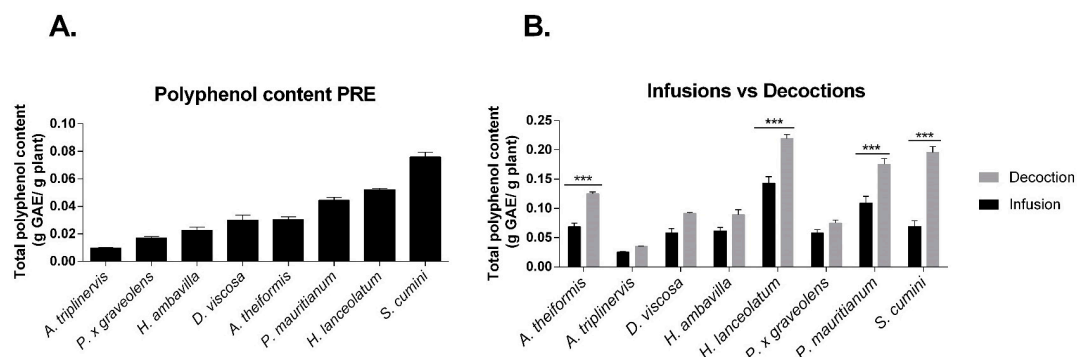 A.
Polyphenol content PRE
Total polyphenol content
(g GAE/ g plant)
0.10
0.08
0.06
0.04
0.02
0.00
A. triplinervis
P. x graveolens
H. ambavilla
D. viscosa
A. theiformis
P. mauritianum
H. lanceolatum
S. cumini
B.
Infusions vs Decoctions
Total polyphenol content
(g GAE/ g plant)
0.25
0.20
0.15
0.10
0.05
0.00
***
***
***
***
A. theiformis
A. triplinervis
D. viscosa
H. ambavilla
H. lanceolatum
P. x graveolens
P. mauritianum
S. cumini
Decoction
Infusion